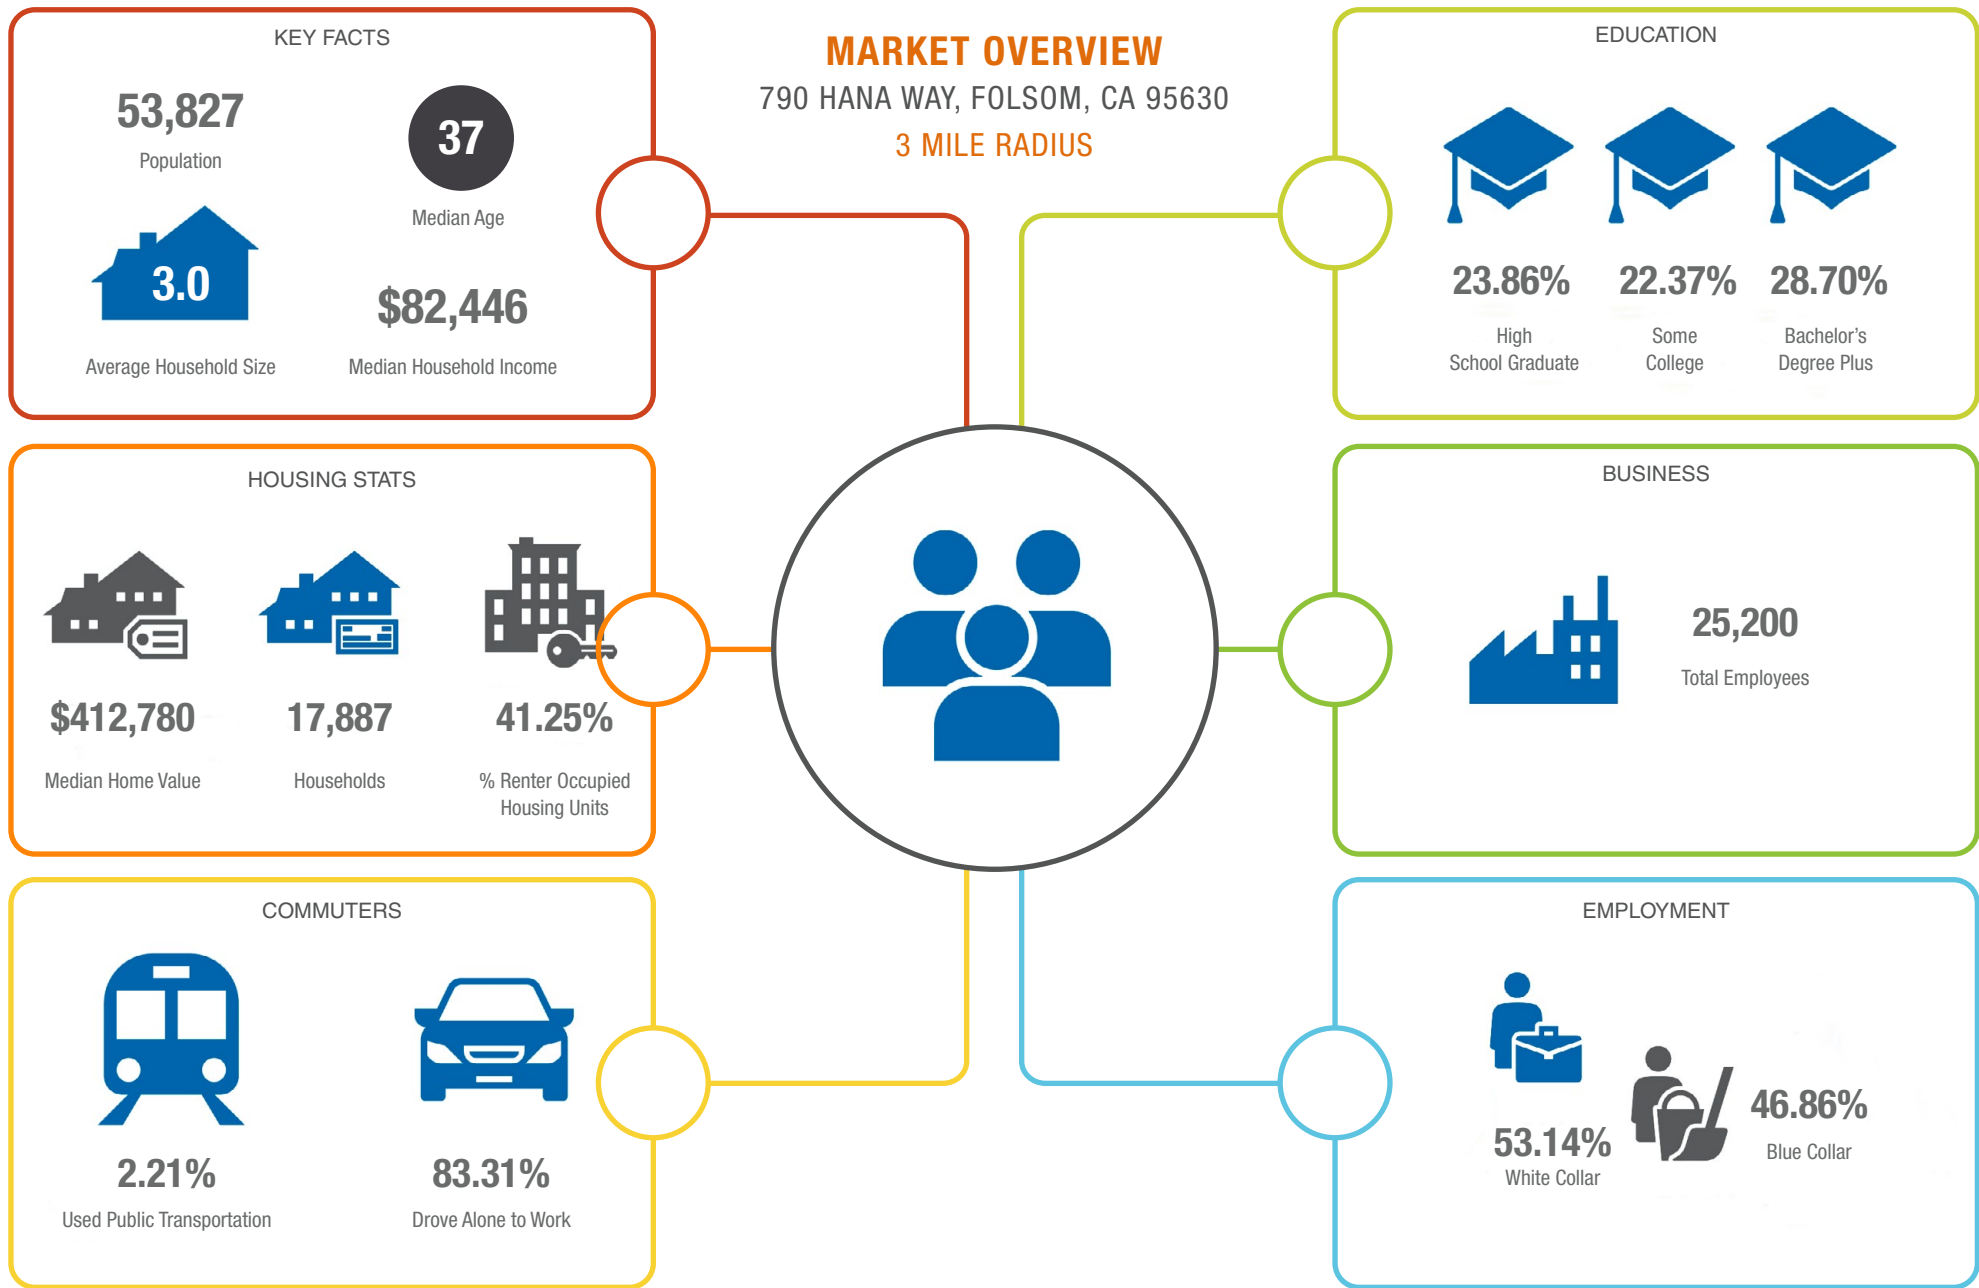 MARKET OVERVIEW
790 HANA WAY, FOLSOM, CA 95630
3 MILE RADIUS
KEY FACTS
53,827
Population
37
Median Age
3.0
Average Household Size
$82,446
Median Household Income
HOUSING STATS
$412,780
Median Home Value
17,887
Households
41.25%
% Renter Occupied
Housing Units
COMMUTERS
2.21%
Used Public Transportation
83.31%
Drove Alone to Work
EDUCATION
23.86%
High
School Graduate
22.37%
Some
College
28.70%
Bachelor's
Degree Plus
BUSINESS
25,200
Total Employees
EMPLOYMENT
53.14%
White Collar
46.86%
Blue Collar